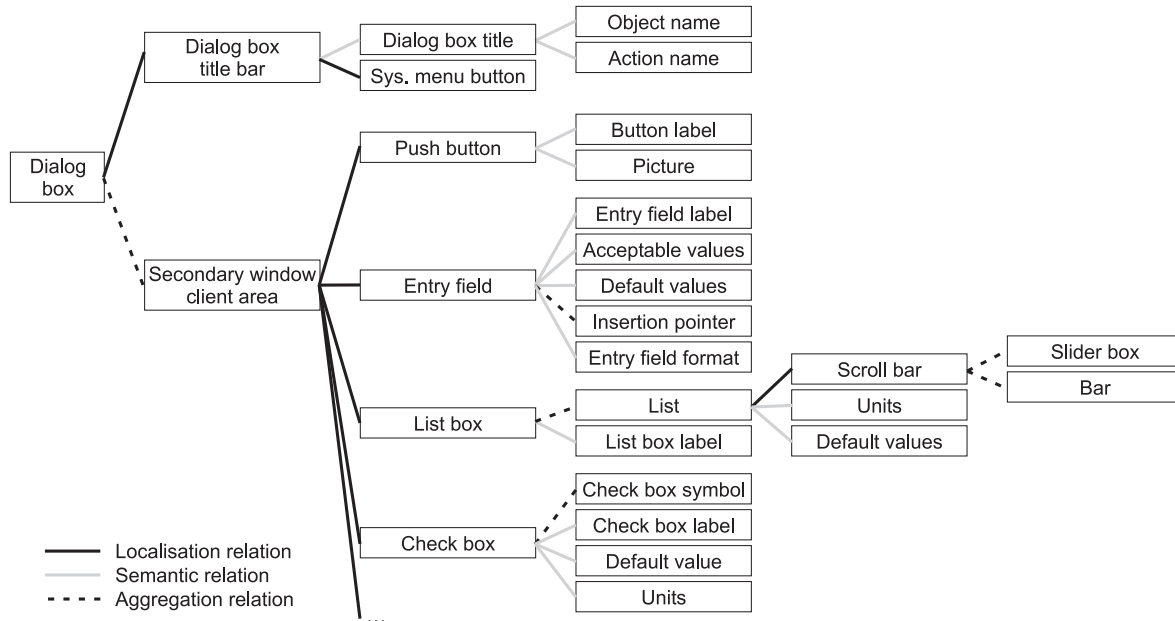 Dialog box
title bar
Dialog box title
Sys. menu button
Object name
Action name
Dialog
box
Push button
Button label
Picture
Secondary window
client area
Entry field
Entry field label
Acceptable values
Default values
Insertion pointer
Entry field format
List box
List
List box label
Scroll bar
Units
Default values
Slider box
Bar
Check box
Check box symbol
Check box label
Default value
Units
...
Localisation relation
Semantic relation
Aggregation relation